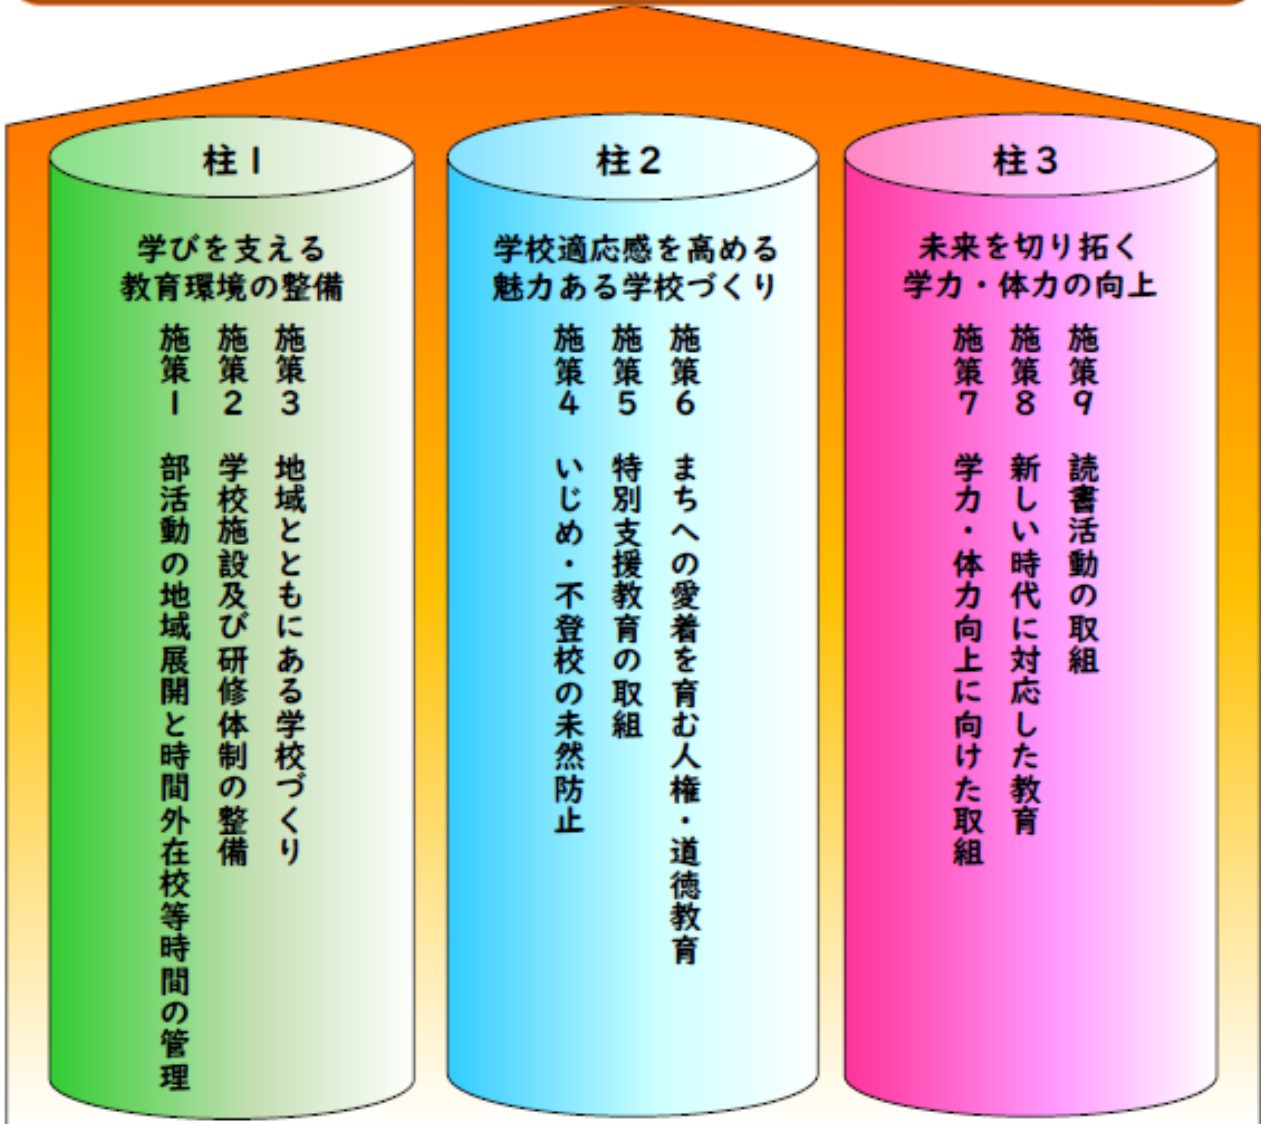 柱1
学びを支える
教育環境の整備
施策1 部活動の地域展開と時間外在校等時間の管理
施策2 学校施設及び研修体制の整備
施策3 地域とともにある学校づくり
柱2
学校適応感を高める
魅力ある学校づくり
施策4 いじめ・不登校の未然防止
施策5 特別支援教育の取組
施策6 まちへの愛着を育む人権・道徳教育
柱3
未来を切り拓く
学力・体力の向上
施策7 学力・体力向上に向けた取組
施策8 新しい時代に対応した教育
施策9 読書活動の取組